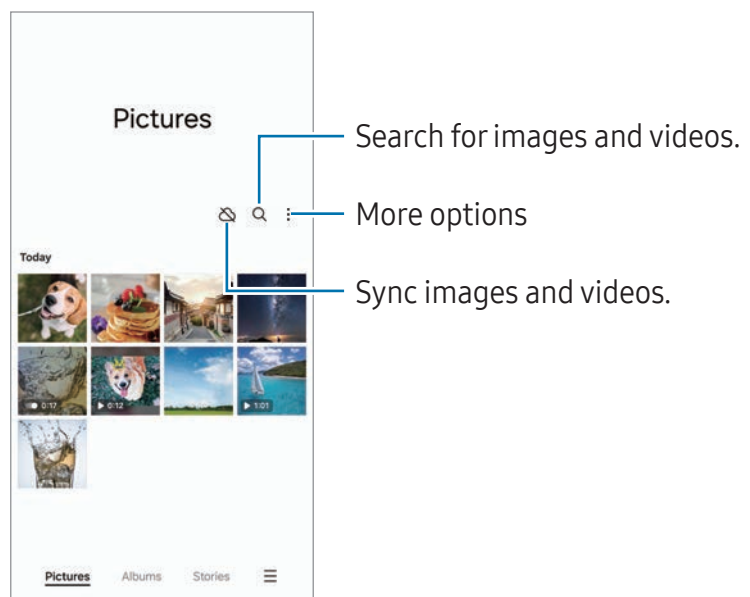 Pictures
Search for images and videos.
More options
Sync images and videos.
Today
0:17
0:12
1:01
Pictures Albums Stories